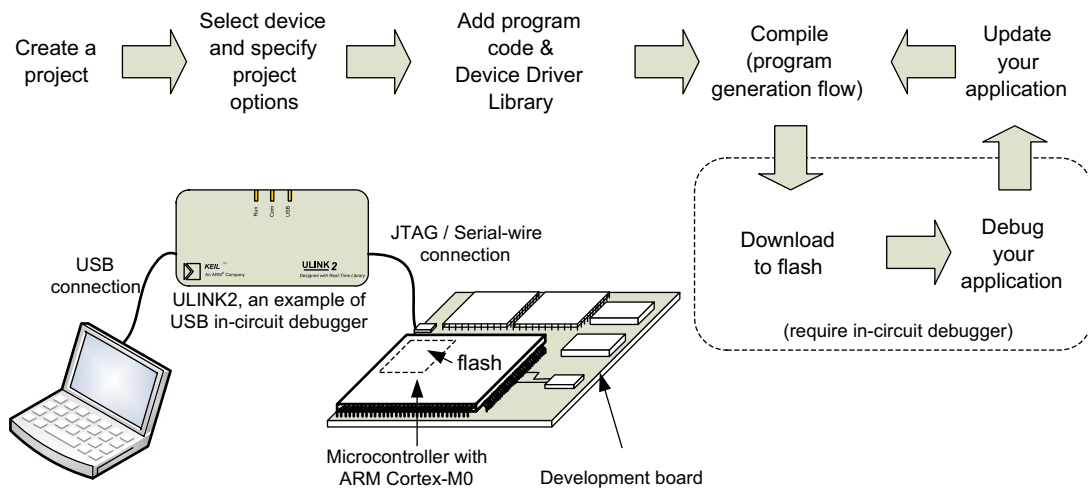 Create a
project
Select device
and specify
project
options
Add program
code &
Device Driver
Library
Compile
(program
generation flow)
Update
your
application
Download
to flash
Debug
your
application
(require in-circuit debugger)
Run
Com
USB
KEIL ™
An ARM® Company
ULINK 2
Designed with Real-Time Library
USB
connection
JTAG / Serial-wire
connection
ULINK2, an example of
USB in-circuit debugger
flash
Microcontroller with
ARM Cortex-M0
Development board